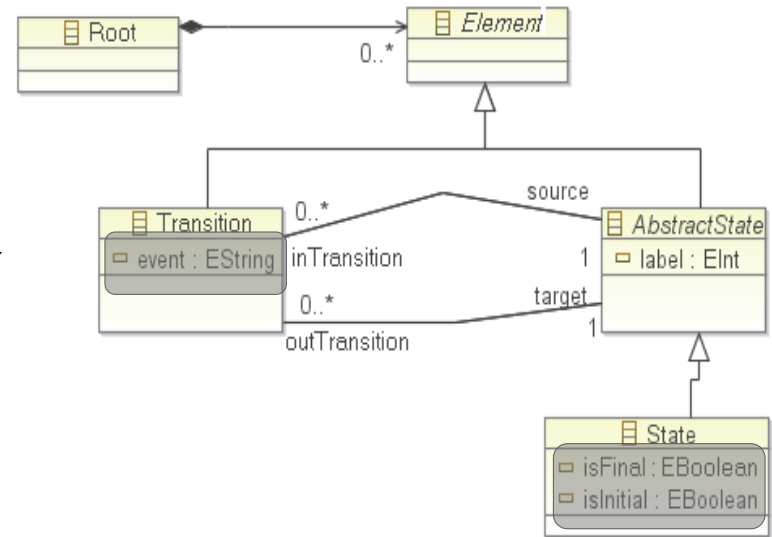 Root
Element
0..*
source
Transition
0..*
AbstractState
event : EString
inTransition
1
label : EInt
0..*
target
outTransition
1
State
isFinal : EBoolean
isInitial : EBoolean